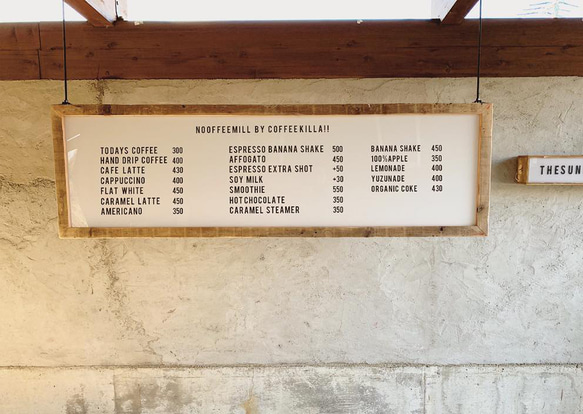 NOOFFEEMILL BY COFFEEKILLA!!
TODAYS COFFEE 300
HAND DRIP COFFEE 400
CAFE LATTE 430
CAPPUCCINO 400
FLAT WHITE 450
CARAMEL LATTE 450
AMERICANO 350
ESPRESSO BANANA SHAKE 500
AFFOGATO 450
ESPRESSO EXTRA SHOT +50
SOY MILK +30
SMOOTHIE 550
HOT CHOCOLATE 350
CARAMEL STEAMER 350
BANANA SHAKE 450
100%APPLE 350
LEMONADE 400
YUZUNADE 400
ORGANIC COKE 430
THESUN